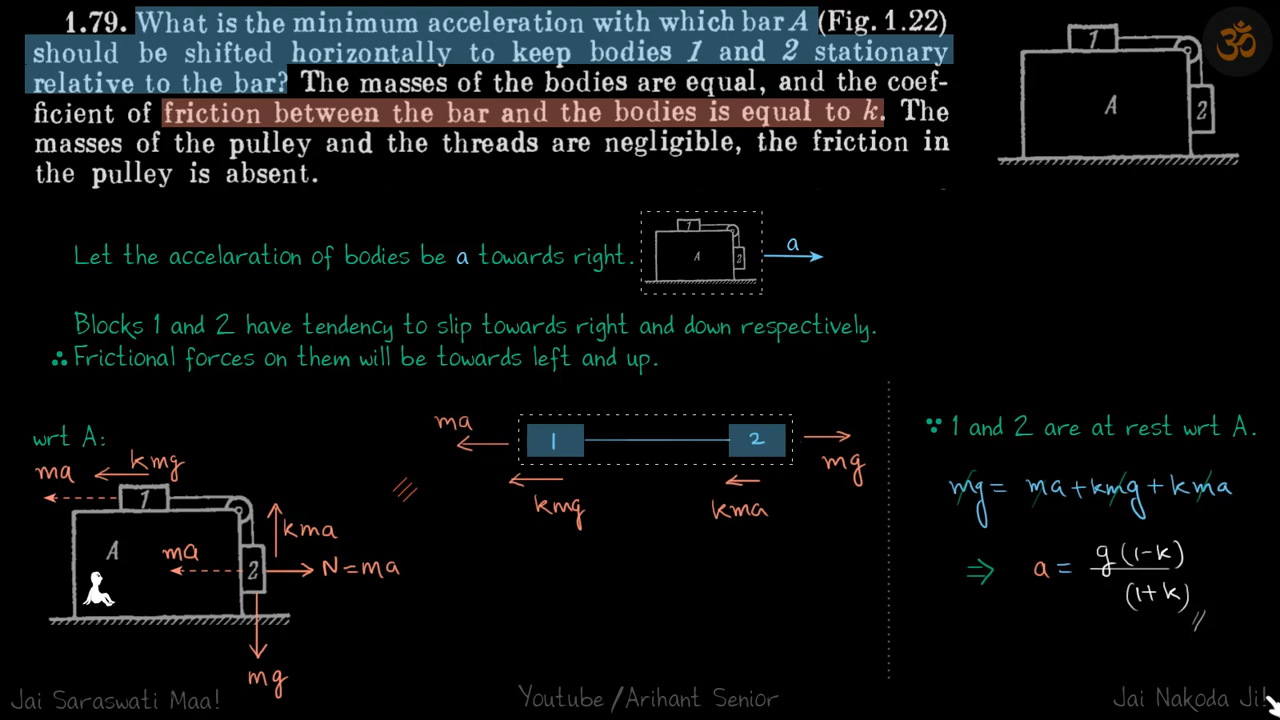 1.79. What is the minimum acceleration with which bar A (Fig. 1.22)
should be shifted horizontally to keep bodies 1 and 2 stationary
relative to the bar? The masses of the bodies are equal, and the coef-
ficient of friction between the bar and the bodies is equal to k. The
masses of the pulley and the threads are negligible, the friction in
the pulley is absent.
1
A
2
ॐ
Let the accelaration of bodies be a towards right.
1
A
2
a
Blocks 1 and 2 have tendency to slip towards right and down respectively.
∴ Frictional forces on them will be towards left and up.
wrt A:
ma
kmg
1
A
kma
ma
2
N = ma
mg
ma
1
2
mg
kmg
kma
∵ 1 and 2 are at rest wrt A.
mg = ma + kmg + kma
⇒ a = g(1-k)
(1+k)
Jai Saraswati Maa!
Youtube /Arihant Senior
Jai Nakoda Ji!